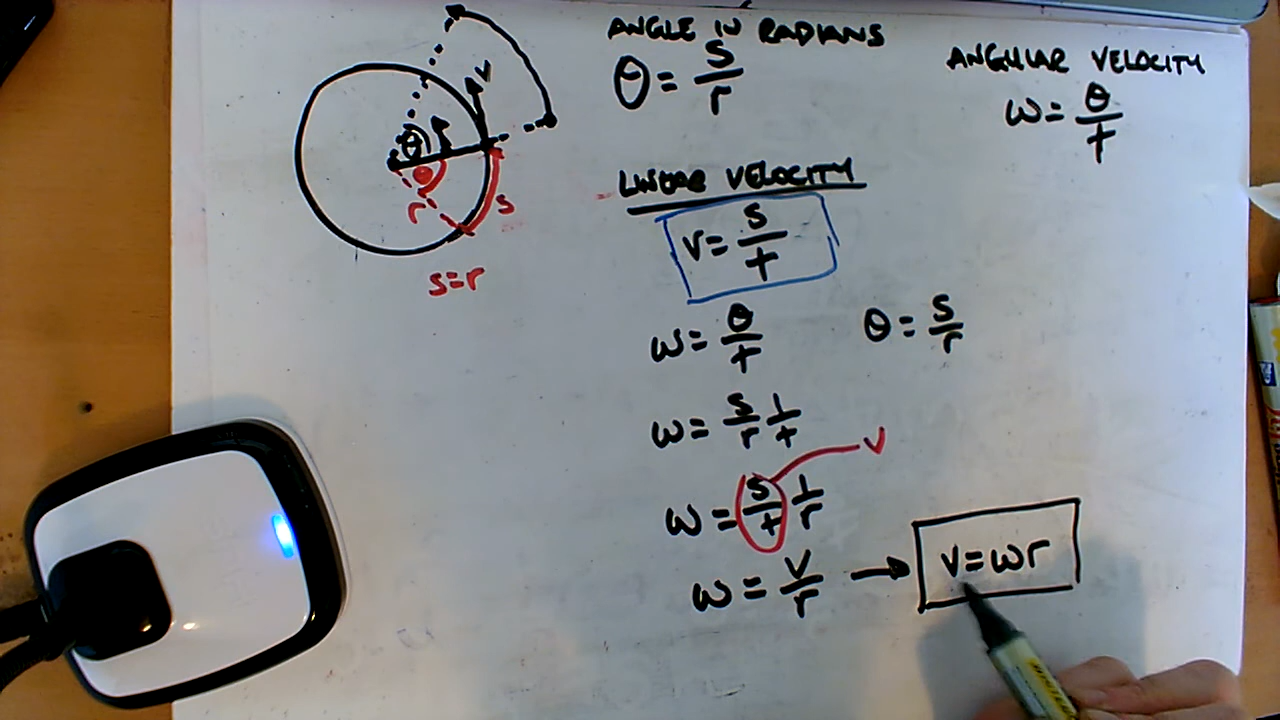 θ
v
θ
r
s
s=r
ANGLE IN RADIANS
θ = s/r
ANGULAR VELOCITY
ω = θ/t
LINEAR VELOCITY
v = s/t
ω = θ/t θ = s/r
ω = s/r 1/t
v
ω = s/t 1/r
ω = v/r → v=ωr